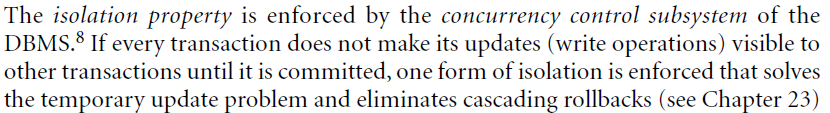 The isolation property is enforced by the concurrency control subsystem of the
DBMS.⁸ If every transaction does not make its updates (write operations) visible to
other transactions until it is committed, one form of isolation is enforced that solves
the temporary update problem and eliminates cascading rollbacks (see Chapter 23)